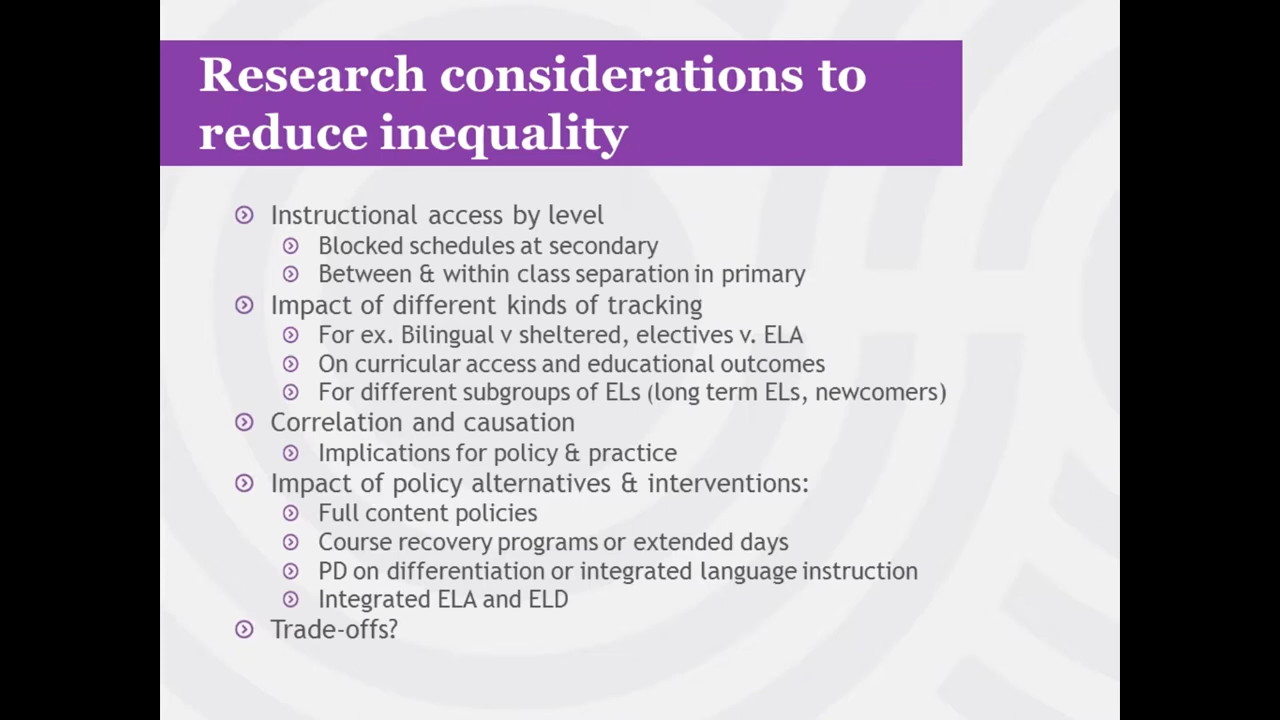 Research considerations to
reduce inequality
Instructional access by level
Blocked schedules at secondary
Between & within class separation in primary
Impact of different kinds of tracking
For ex. Bilingual v sheltered, electives v. ELA
On curricular access and educational outcomes
For different subgroups of ELs (long term ELs, newcomers)
Correlation and causation
Implications for policy & practice
Impact of policy alternatives & interventions:
Full content policies
Course recovery programs or extended days
PD on differentiation or integrated language instruction
Integrated ELA and ELD
Trade-offs?